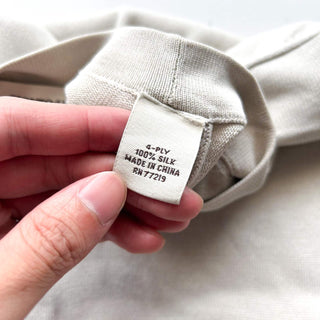 4-PLY
100% SILK
MADE IN CHINA
RN 77219